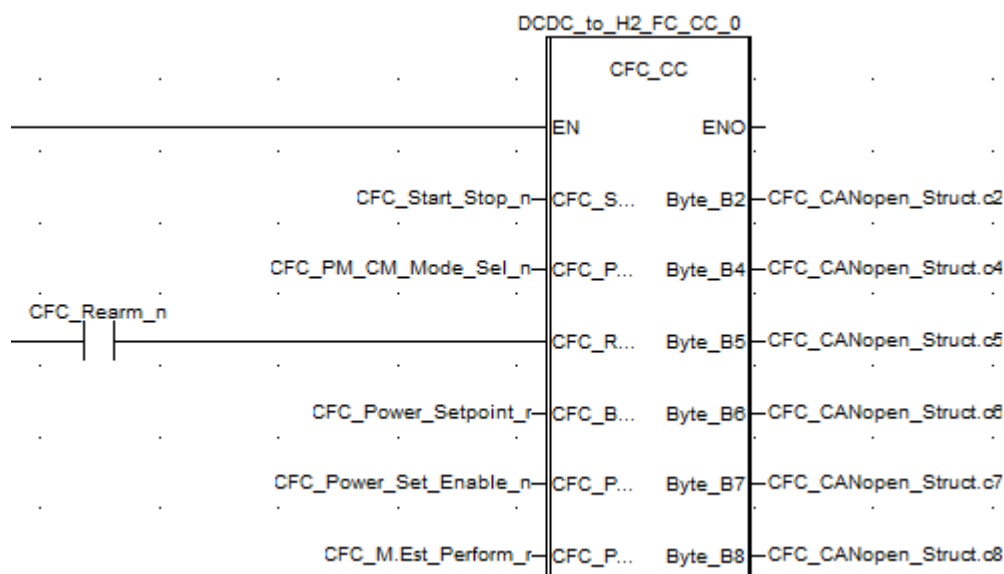 DCDC_to_H2_FC_CC_0
CFC_CC
EN ENO
CFC_Start_Stop_n CFC_S... Byte_B2 CFC_CANopen_Struct.c2
CFC_PM_CM_Mode_Sel_n CFC_P... Byte_B4 CFC_CANopen_Struct.c4
CFC_Rearm_n
CFC_R... Byte_B5 CFC_CANopen_Struct.c5
CFC_Power_Setpoint_r CFC_B... Byte_B6 CFC_CANopen_Struct.c6
CFC_Power_Set_Enable_n CFC_P... Byte_B7 CFC_CANopen_Struct.c7
CFC_M.Est_Perform_r CFC_P... Byte_B8 CFC_CANopen_Struct.c8